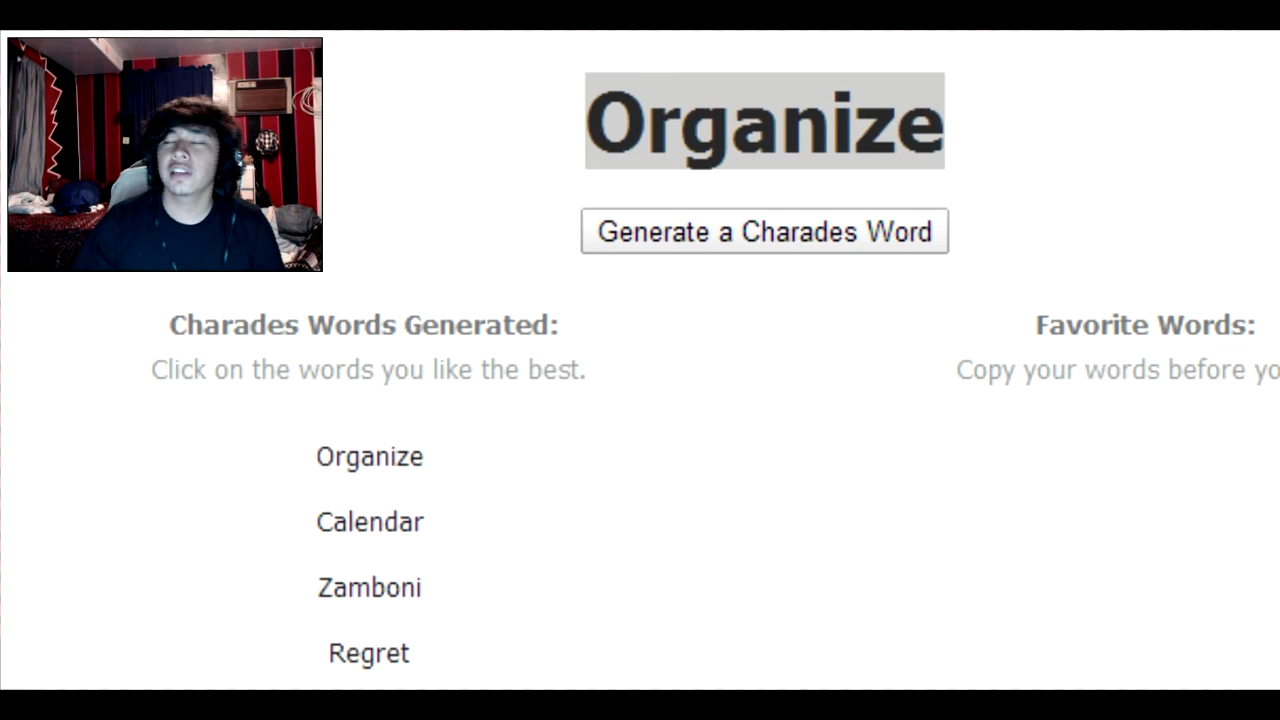 Organize
Generate a Charades Word
Charades Words Generated:
Favorite Words:
Click on the words you like the best.
Copy your words before yo
Organize
Calendar
Zamboni
Regret